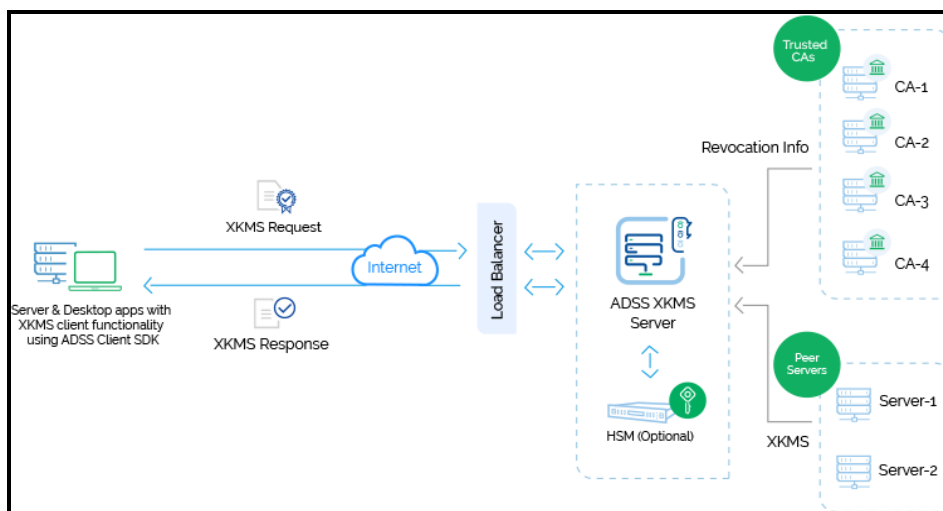 Trusted
CAs
CA-1
CA-2
Revocation Info
CA-3
CA-4
XKMS Request
Internet
Load Balancer
Server & Desktop apps with
XKMS client functionality
using ADSS Client SDK
XKMS Response
ADSS XKMS
Server
HSM (Optional)
Peer
Servers
Server-1
XKMS
Server-2